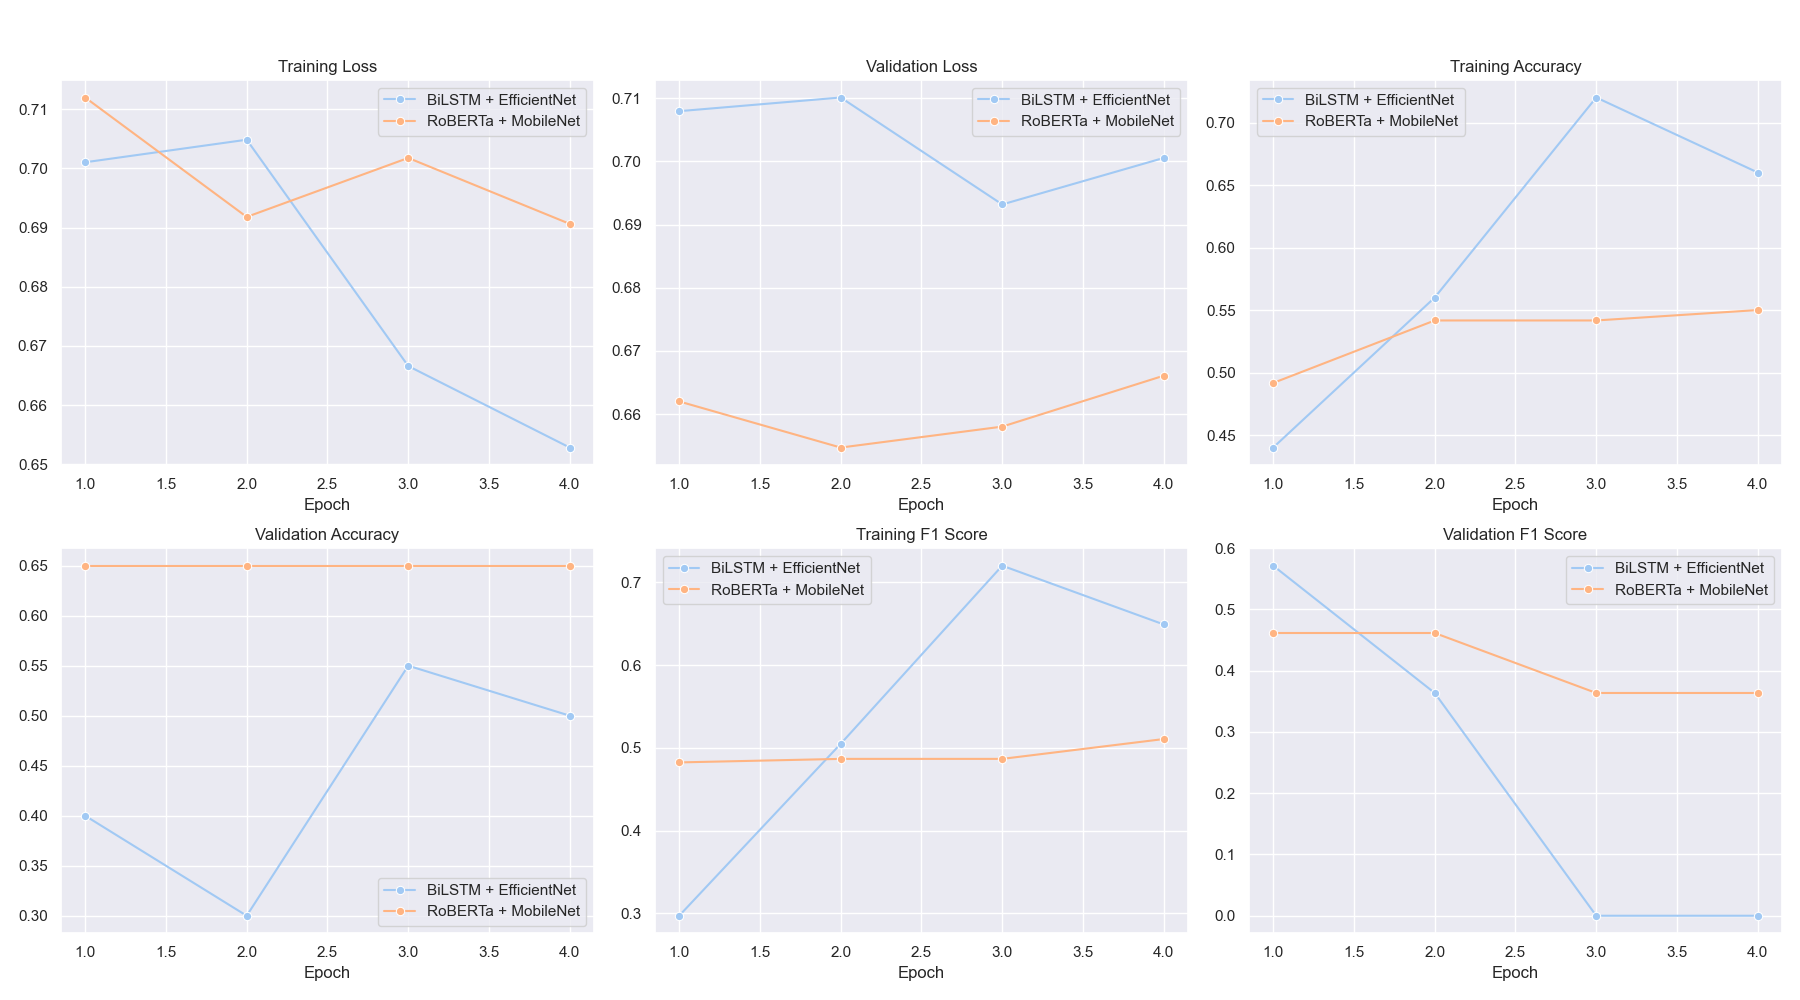 Training Loss
BiLSTM + EfficientNet
RoBERTa + MobileNet
0.71
0.70
0.69
0.68
0.67
0.66
0.65
1.0 1.5 2.0 2.5 3.0 3.5 4.0
Epoch
Validation Loss
BiLSTM + EfficientNet
RoBERTa + MobileNet
0.71
0.70
0.69
0.68
0.67
0.66
1.0 1.5 2.0 2.5 3.0 3.5 4.0
Epoch
Training Accuracy
BiLSTM + EfficientNet
RoBERTa + MobileNet
0.70
0.65
0.60
0.55
0.50
0.45
1.0 1.5 2.0 2.5 3.0 3.5 4.0
Epoch
Validation Accuracy
0.65
0.60
0.55
0.50
0.45
0.40
0.35
0.30
BiLSTM + EfficientNet
RoBERTa + MobileNet
1.0 1.5 2.0 2.5 3.0 3.5 4.0
Epoch
Training F1 Score
BiLSTM + EfficientNet
RoBERTa + MobileNet
0.7
0.6
0.5
0.4
0.3
1.0 1.5 2.0 2.5 3.0 3.5 4.0
Epoch
Validation F1 Score
BiLSTM + EfficientNet
RoBERTa + MobileNet
0.6
0.5
0.4
0.3
0.2
0.1
0.0
1.0 1.5 2.0 2.5 3.0 3.5 4.0
Epoch